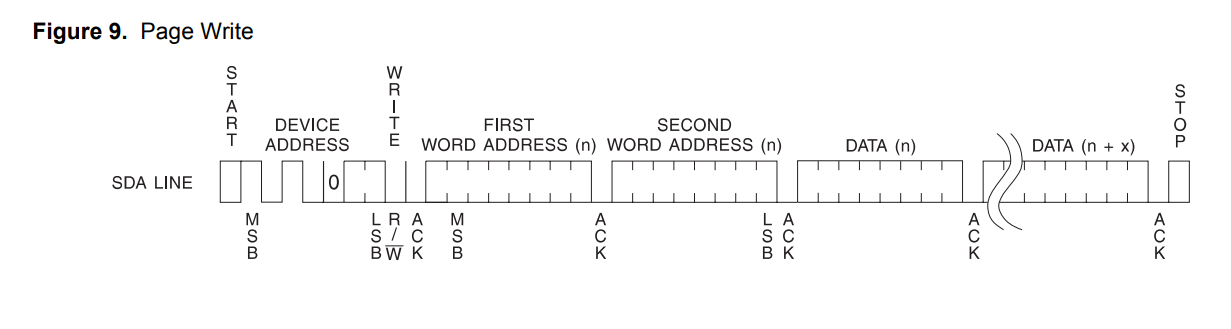 Figure 9. Page Write
START
WRITE
STOP
DEVICE
ADDRESS
FIRST
WORD ADDRESS (n)
SECOND
WORD ADDRESS (n)
DATA (n)
DATA (n + x)
SDA LINE
0
MSB
LSB
R/W
ACK
MSB
ACK
LSB
ACK
ACK
ACK